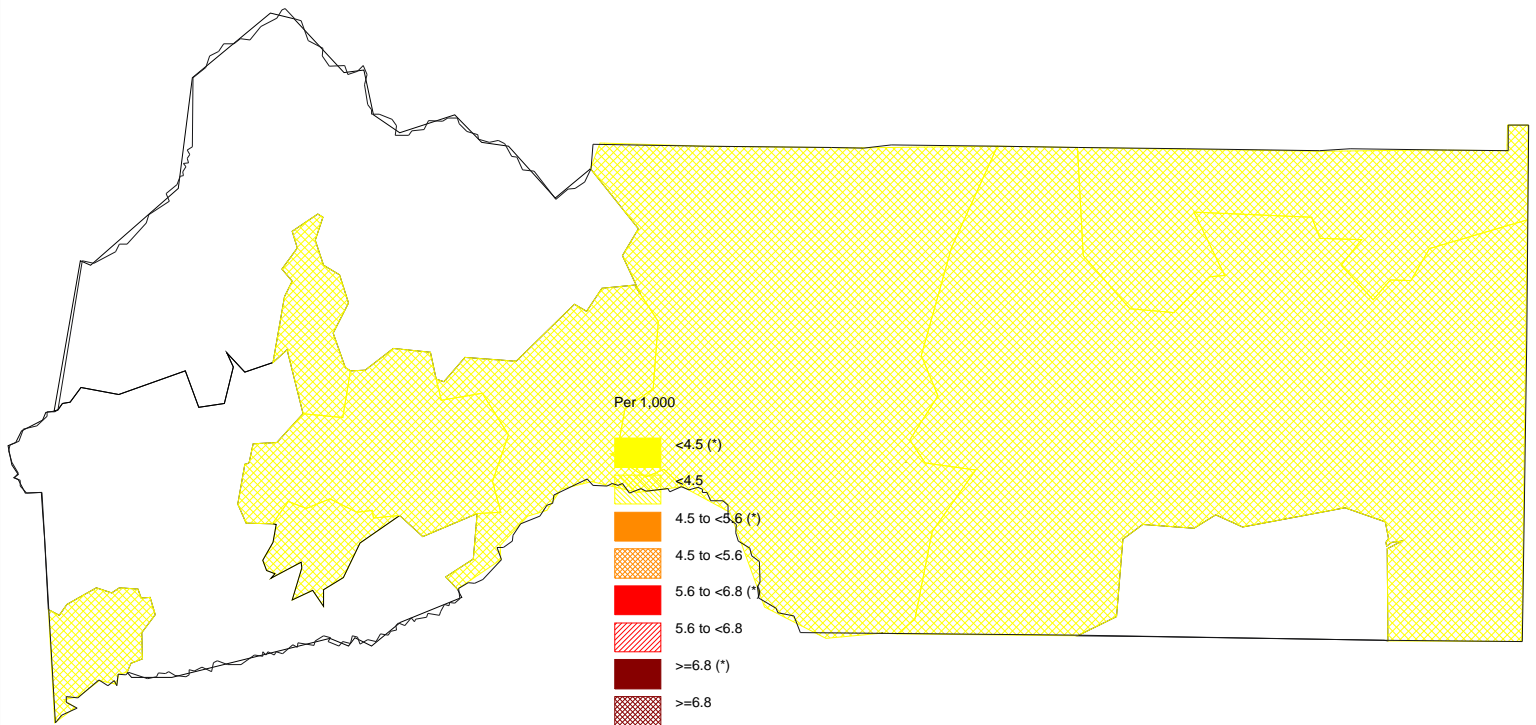 Per 1,000
<4.5 (*)
<4.5
4.5 to <5.6 (*)
4.5 to <5.6
5.6 to <6.8 (*)
5.6 to <6.8
>=6.8 (*)
>=6.8